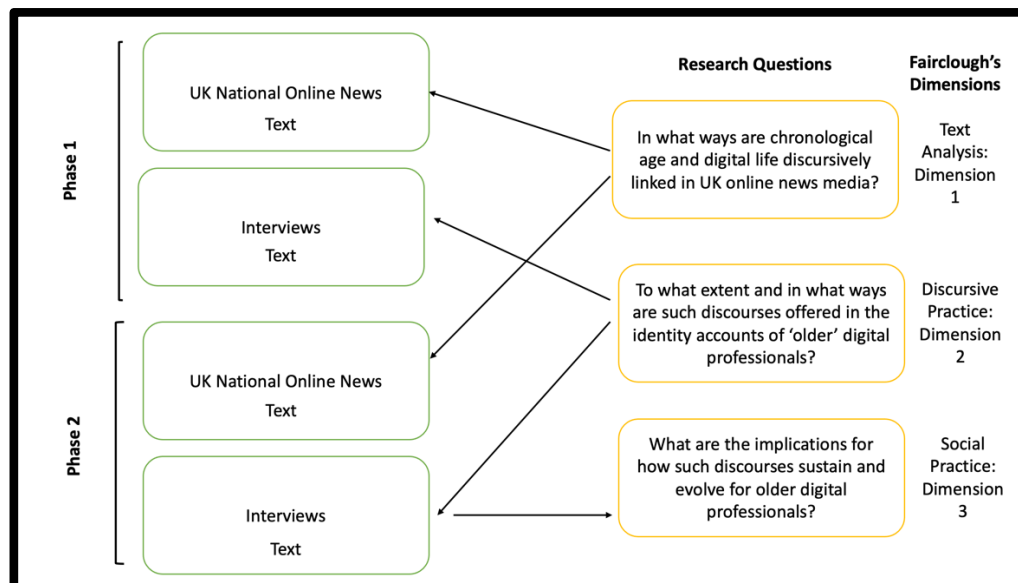 Phase 1
UK National Online News
Text
Interviews
Text
Phase 2
UK National Online News
Text
Interviews
Text
Research Questions
In what ways are chronological
age and digital life discursively
linked in UK online news media?
To what extent and in what ways
are such discourses offered in the
identity accounts of ‘older’ digital
professionals?
What are the implications for
how such discourses sustain and
evolve for older digital
professionals?
Fairclough’s
Dimensions
Text
Analysis:
Dimension
1
Discursive
Practice:
Dimension
2
Social
Practice:
Dimension
3